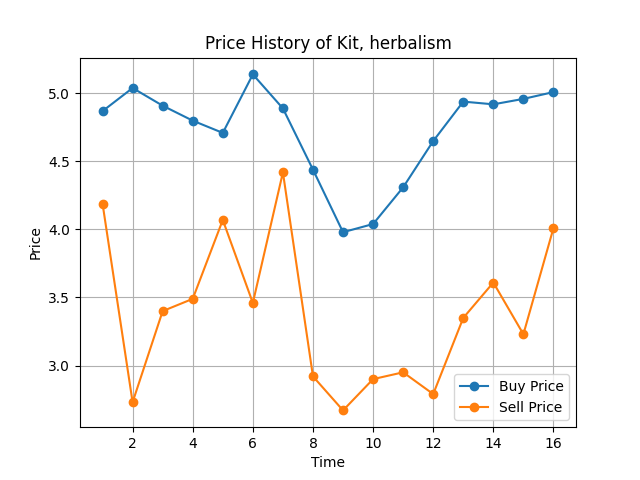 Price History of Kit, herbalism
Price
5.0
4.5
4.0
3.5
3.0
2 4 6 8 10 12 14 16
Time
Buy Price
Sell Price